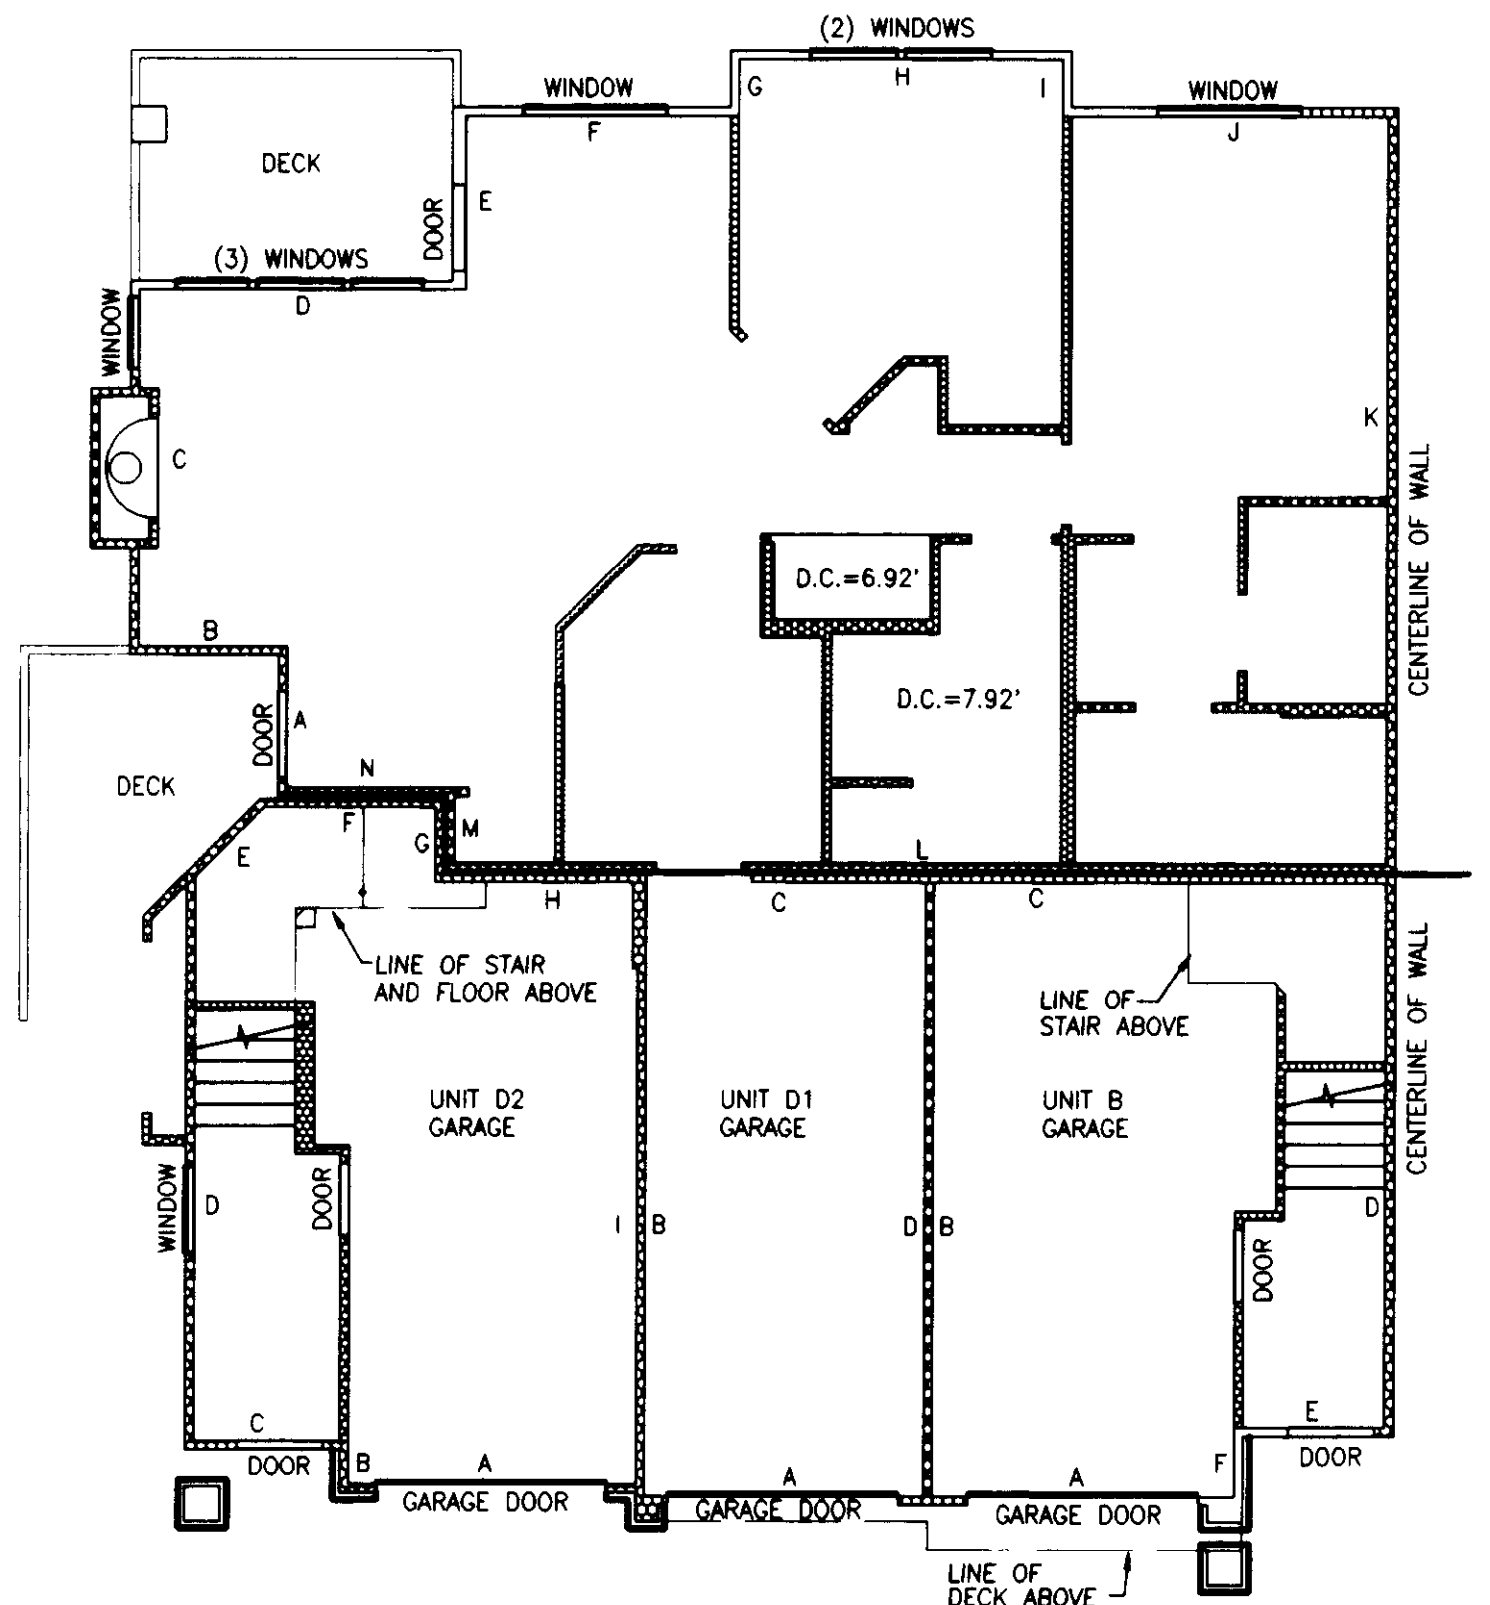 (2) WINDOWS
WINDOW
G
H
I
WINDOW
F
J
DECK
E
DOOR
(3) WINDOWS
D
WINDOW
C
K
CENTERLINE OF WALL
D.C.=6.92'
B
D.C.=7.92'
A
DOOR
DECK
N
F
G
M
E
L
H
C
C
LINE OF STAIR
AND FLOOR ABOVE
LINE OF
STAIR ABOVE
CENTERLINE OF WALL
UNIT D2
GARAGE
UNIT D1
GARAGE
UNIT B
GARAGE
WINDOW
D
DOOR
I
B
D
B
D
DOOR
C
DOOR
B
A
GARAGE DOOR
A
GARAGE DOOR
A
GARAGE DOOR
F
E
DOOR
LINE OF
DECK ABOVE